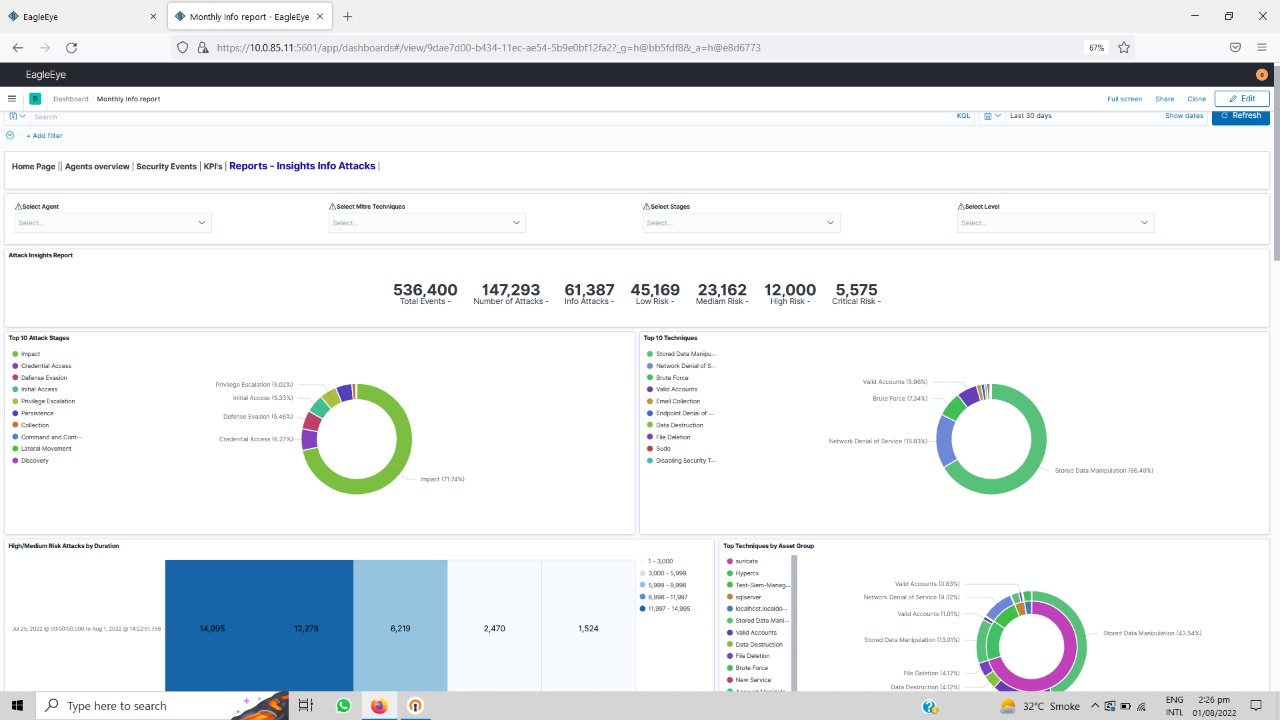 EagleEye
Monthly info report - EagleEye
https://10.0.85.11:5601/app/dashboards#/view/9dae7d00-b434-11ec-ae54-5b9e0bf12fa2?_g=h@bb5fdf8&_a=h@e8d6773
67%
EagleEye
e
D Dashboard / Monthly info report
Full screen Share Clone Edit
Search KQL Last 30 days Show dates Refresh
+ Add filter
Home Page || Agents overview | Security Events | KPI's | Reports - Insights Info Attacks |
Select Agent Select Mitre Techniques Select Stages Select Level
Select... Select... Select... Select...
Attack Insights Report
536,400 147,293 61,387 45,169 23,162 12,000 5,575
Total Events - Number of Attacks - Info Attacks - Low Risk - Mediam Risk - High Risk - Critical Risk -
Top 10 Attack Stages
Impact
Credential Access
Defense Evasion
Initial Access
Privilege Escalation
Persistence
Collection
Command and Cont...
Lateral Movement
Discovery
Privilege Escalation (5.02%)
Initial Access (5.33%)
Defense Evasion (5.46%)
Credential Access (6.27%)
Impact (71.74%)
Top 10 Techniques
Stored Data Manipu...
Network Denial of S...
Brute Force
Valid Accounts
Email Collection
Endpoint Denial of ...
Data Destruction
File Deletion
Sudo
Disabling Security T...
Valid Accounts (5.96%)
Brute Force (7.34%)
Network Denial of Service (15.83%)
Stored Data Manipulation (66.49%)
High/Medium Risk Attacks by Duration
Jul 25, 2022 @ 00:00:00.000 to Aug 1, 2022 @ 14:22:51.766
14,995 12,278 6,219 2,470 1,524
1 - 3,000
3,000 - 5,999
5,999 - 8,998
8,998 - 11,997
11,997 - 14,995
Top Techniques by Asset Group
suricata
Hypercx
Test-Siem-Manag...
sqlserver
localhost.localdo...
Stored Data Mani...
Valid Accounts
Data Destruction
File Deletion
Brute Force
New Service
Valid Accounts (0.83%)
Network Denial of Service (9.32%)
Valid Accounts (1.01%)
Stored Data Manipulation (13.01%)
File Deletion (4.12%)
Data Destruction (4.12%)
Stored Data Manipulation (43.54%)
Type here to search
32°C Smoke
ENG
INTL
2:26 pm
01/08/2022